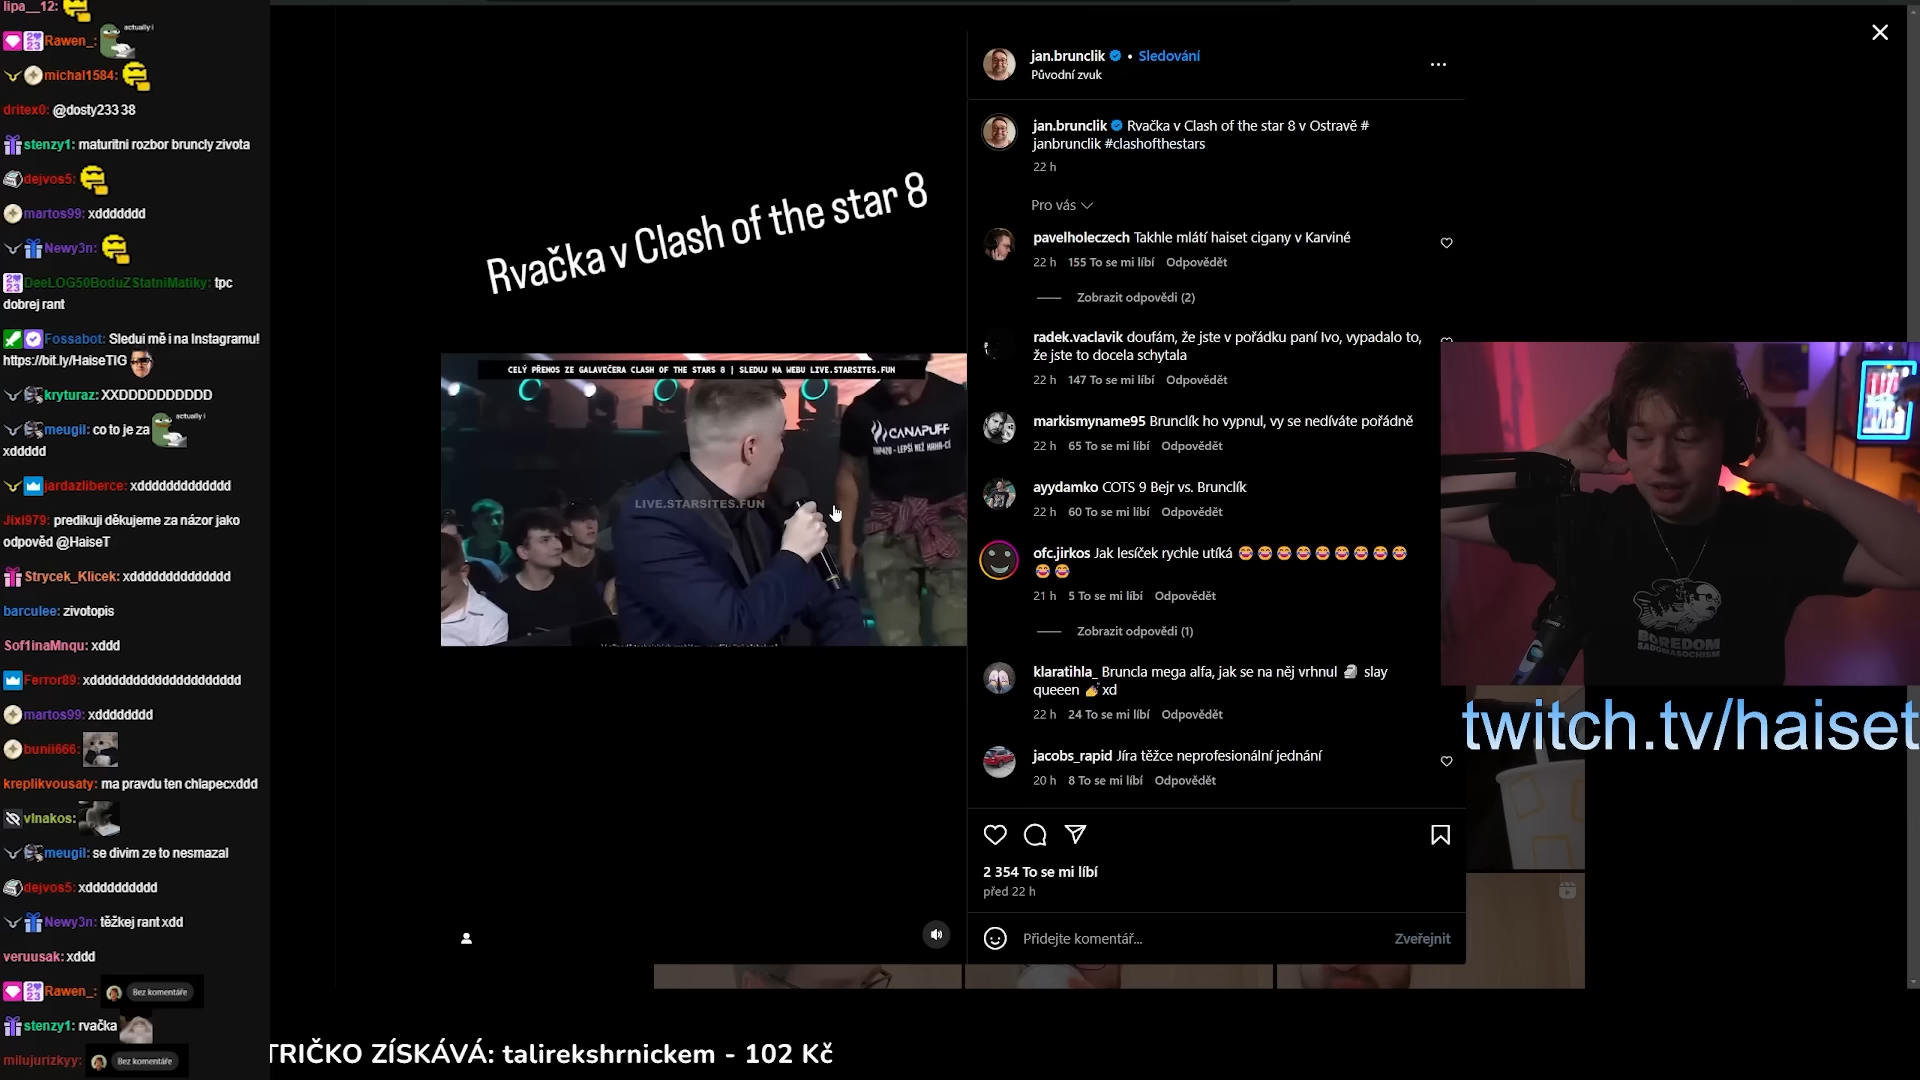 lipa__12:
Rawen_: actually i
michal1584:
dritex0: @dosty233 38
stenzy1: maturitni rozbor bruncly zivota
dejvos5:
martos99: xddddddd
Newy3n:
DeeLOG50BoduZStatniMatiky: tpc
dobrej rant
Fossabot: Sleduj mě i na Instagramu!
https://bit.ly/HaiseTIG
kryturaz: XXDDDDDDDDDD
meugil: co to je za actually i
xddddd
jardazliberce: xddddddddddddd
Jixi979: predikuji děkujeme za názor jako
odpověd @HaiseT
Strycek_Klicek: xdddddddddddddd
barculee: zivotopis
Sof1inaMnqu: xddd
Ferror89: xddddddddddddddddddddd
martos99: xdddddddd
bunii666:
kreplikvousaty: ma pravdu ten chlapecxddd
vlnakos:
meugil: se divim ze to nesmazal
dejvos5: xddddddddddd
Newy3n: těžkej rant xdd
veruusak: xddd
Rawen_: Bez komentáře
stenzy1: rvačka
milujurizkyy: Bez komentáře
Rvačka v Clash of the star 8
CELÝ PŘENOS ZE GALAVEČERA CLASH OF THE STARS 8 | SLEDUJ NA WEBU LIVE.STARSITES.FUN
CANAPUFF
THP420 - LEPŠÍ NEŽ HHH-CÍ
LIVE.STARSITES.FUN
jan.brunclik • Sledování
Původní zvuk
jan.brunclik Rvačka v Clash of the star 8 v Ostravě #
janbrunclik #clashofthestars
22 h
Pro vás
pavelholeczech Takhle mlátí haiset cigany v Karviné
22 h 155 To se mi líbí Odpovědět
Zobrazit odpovědi (2)
radek.vaclavik doufám, že jste v pořádku paní Ivo, vypadalo to,
že jste to docela schytala
22 h 147 To se mi líbí Odpovědět
markismyname95 Brunclík ho vypnul, vy se nedíváte pořádně
22 h 65 To se mi líbí Odpovědět
ayydamko COTS 9 Bejr vs. Brunclík
22 h 60 To se mi líbí Odpovědět
ofc.jirkos Jak lesíček rychle utíká 😂😂😂😂😂😂😂😂😂
😂😂
21 h 5 To se mi líbí Odpovědět
Zobrazit odpovědi (1)
klaratihla_ Bruncla mega alfa, jak se na něj vrhnul 🗿 slay
queeen 💅 xd
22 h 24 To se mi líbí Odpovědět
jacobs_rapid Jíra těžce neprofesionální jednání
20 h 8 To se mi líbí Odpovědět
2 354 To se mi líbí
před 22 h
Přidejte komentář...
Zveřejnit
BOREDOM
SADOMASOCHISM
twitch.tv/haiset
TRIČKO ZÍSKÁVÁ: talirekshrnickem - 102 Kč